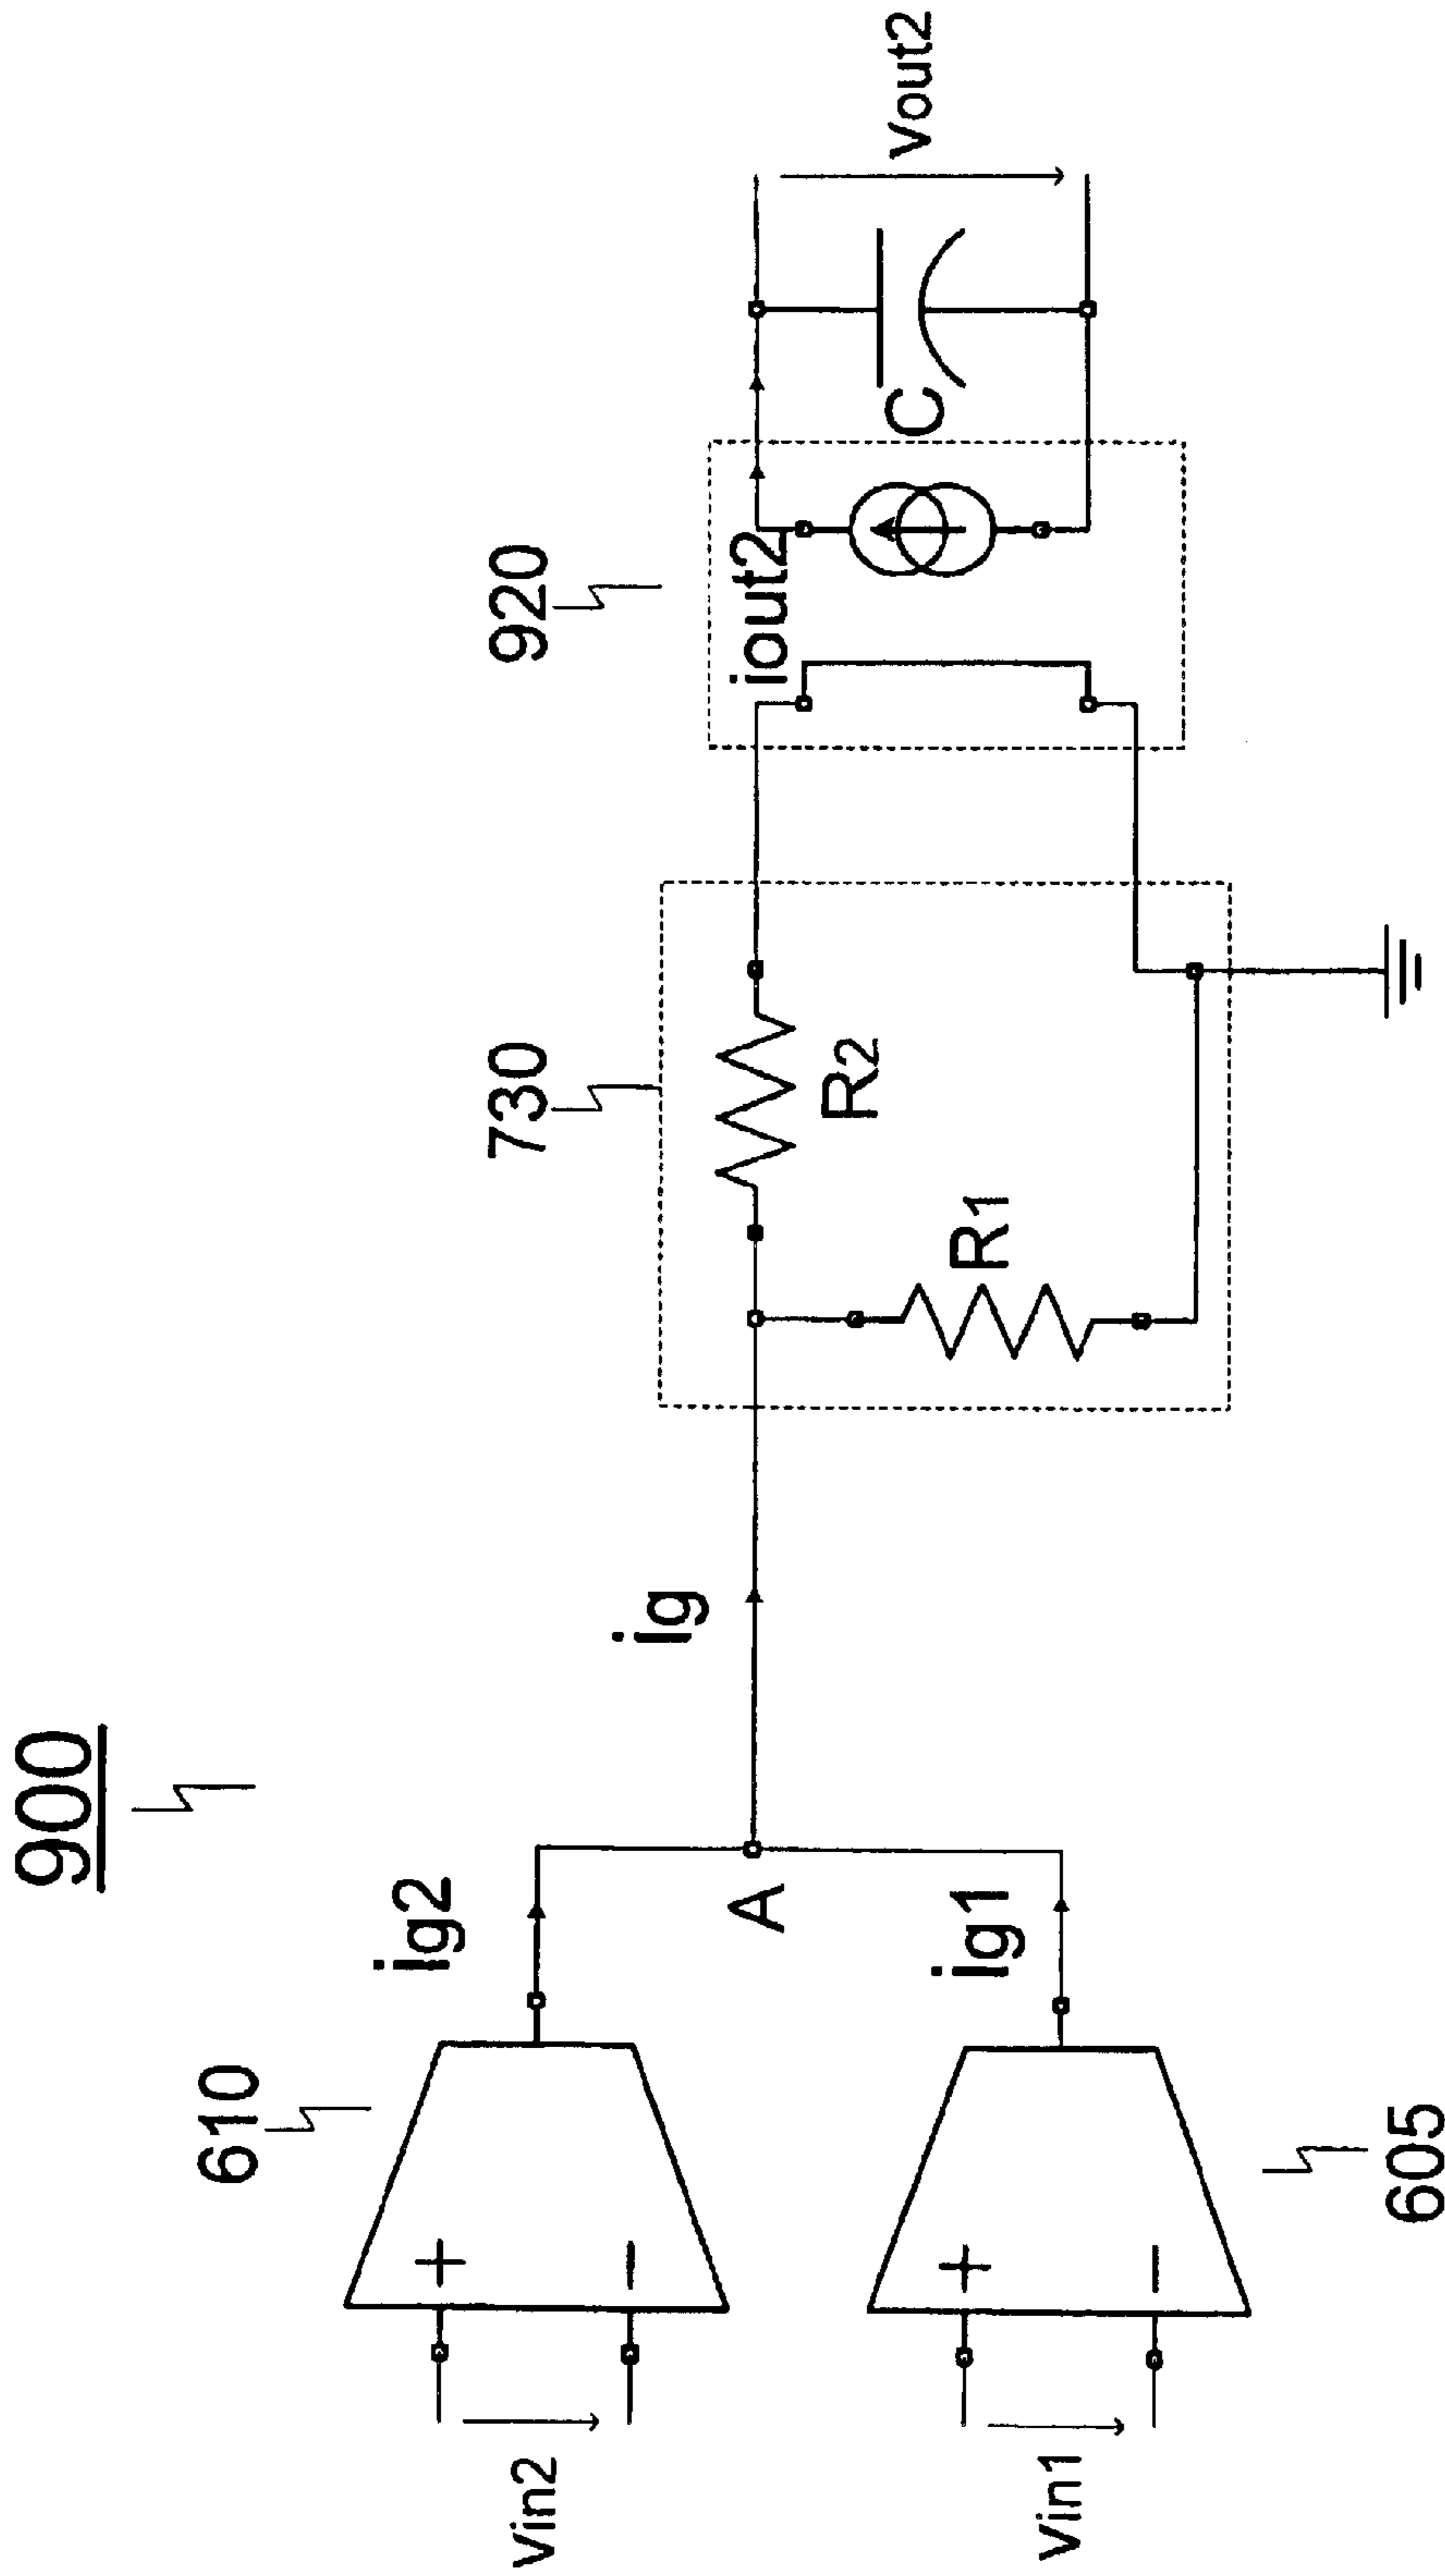 900
610
ig2
Vin2
+
−
A
ig
605
ig1
Vin1
+
−
730
R2
R1
920
iout2
C
Vout2